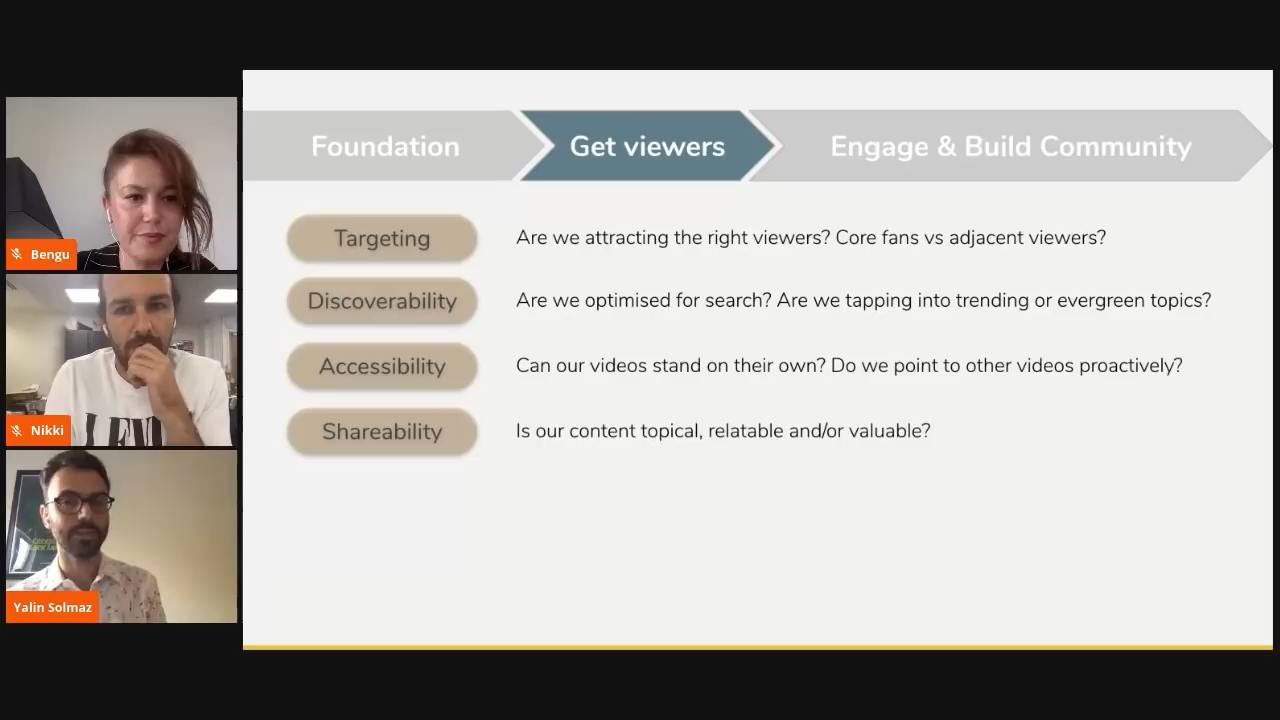 Foundation
Get viewers
Engage & Build Community
Targeting
Are we attracting the right viewers? Core fans vs adjacent viewers?
Discoverability
Are we optimised for search? Are we tapping into trending or evergreen topics?
Accessibility
Can our videos stand on their own? Do we point to other videos proactively?
Shareability
Is our content topical, relatable and/or valuable?
Bengu
Nikki
Yalin Solmaz